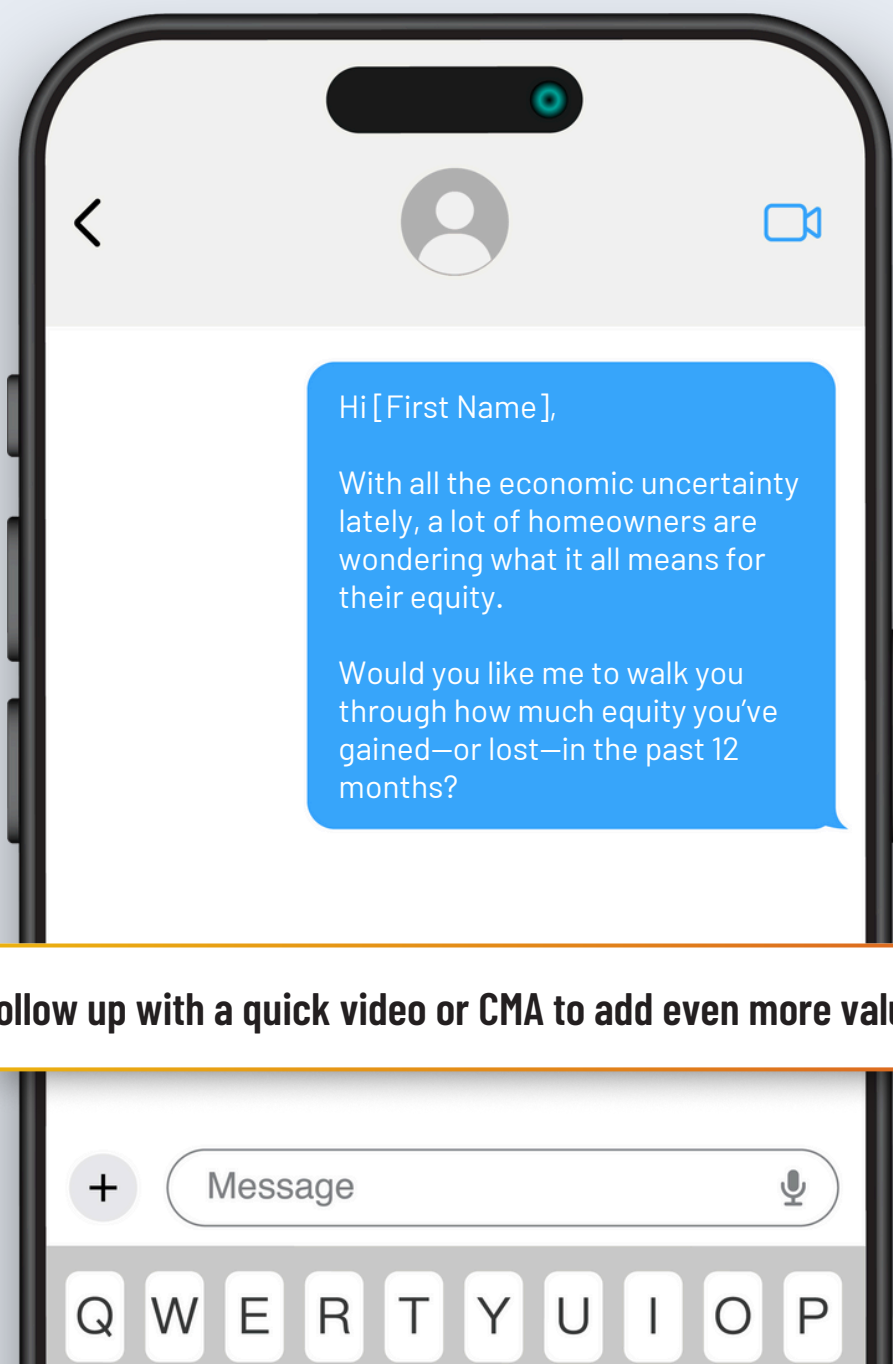 Hi [First Name],
With all the economic uncertainty
lately, a lot of homeowners are
wondering what it all means for
their equity.
Would you like me to walk you
through how much equity you’ve
gained—or lost—in the past 12
months?
ollow up with a quick video or CMA to add even more valu
Message
Q W E R T Y U I O P